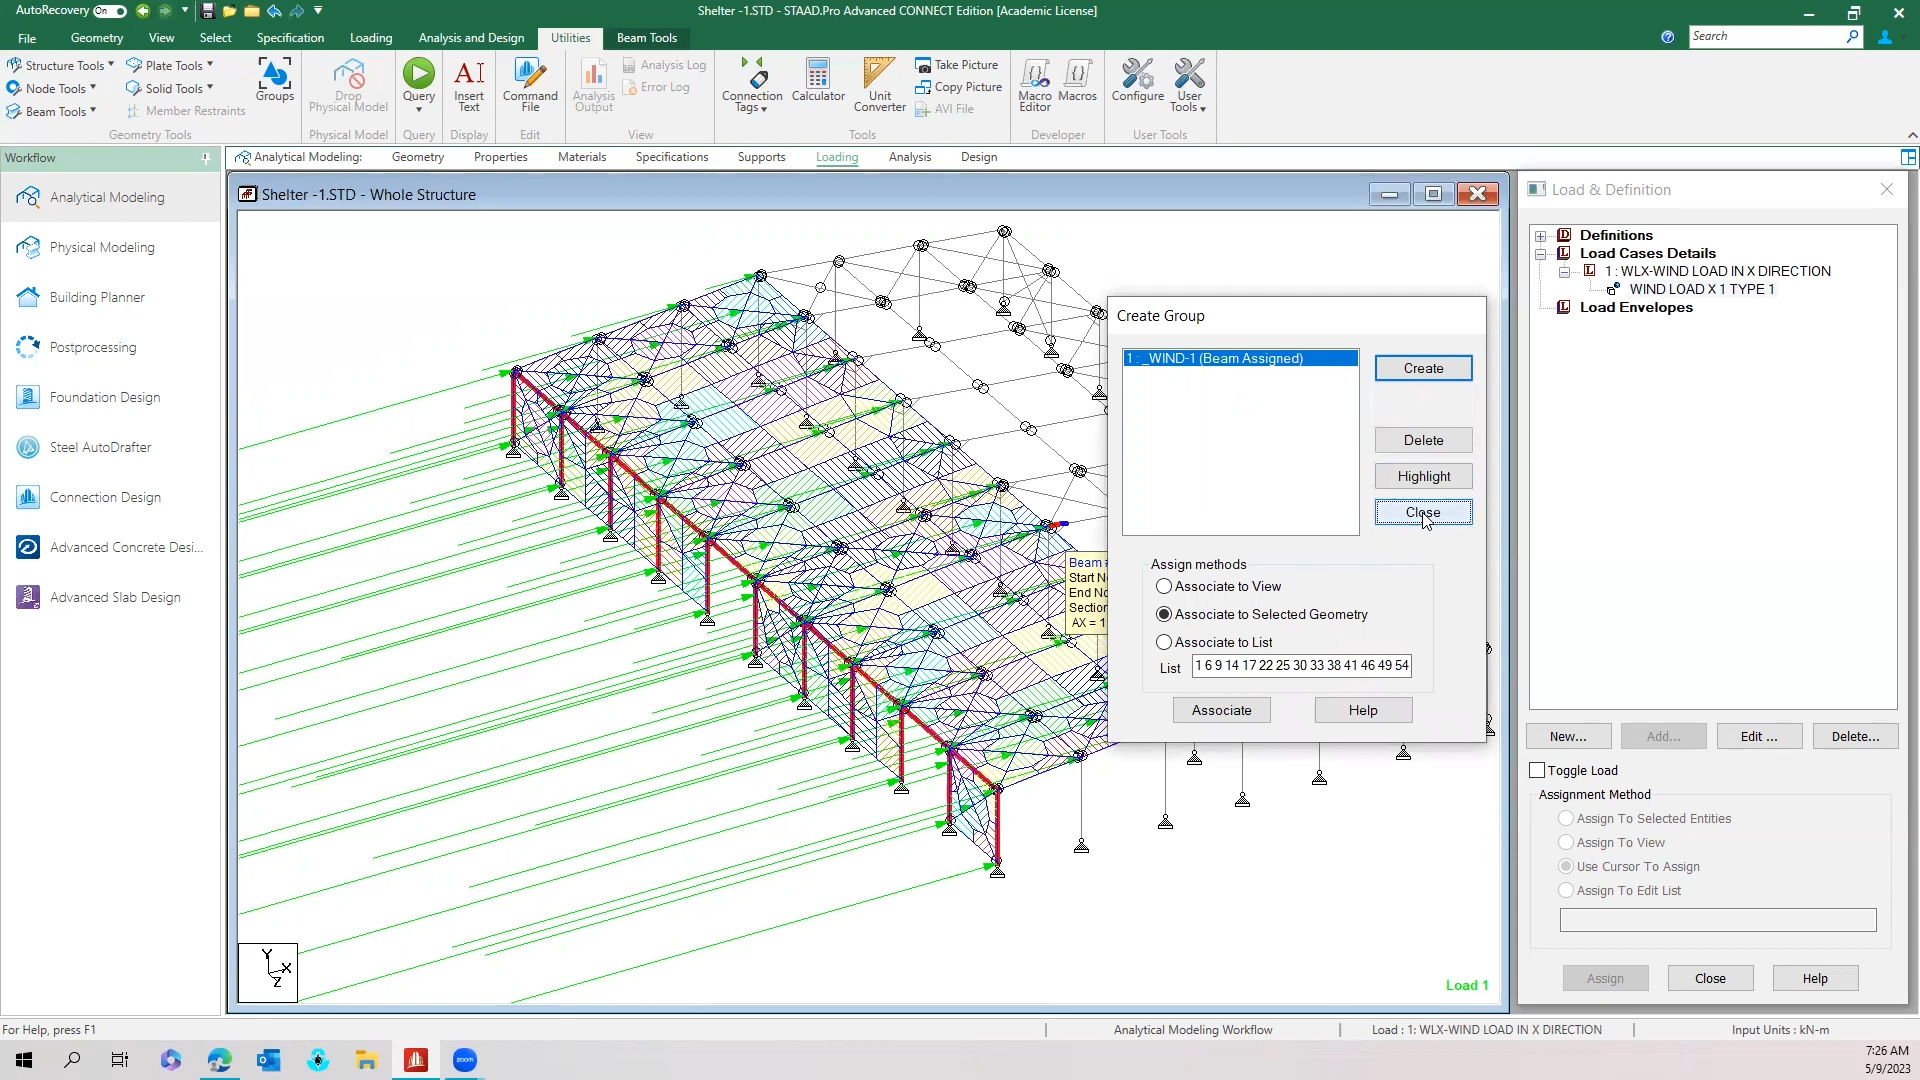 AutoRecovery On
Shelter -1.STD - STAAD.Pro Advanced CONNECT Edition [Academic License]
File Geometry View Select Specification Loading Analysis and Design Utilities Beam Tools
Search
Structure Tools Plate Tools
Node Tools Solid Tools
Beam Tools Member Restraints
Groups
Geometry Tools
Drop Physical Model
Physical Model
Query
Query
Insert Text
Display
Command File
Edit
Analysis Output
Analysis Log
Error Log
View
Connection Tags
Calculator
Unit Converter
Take Picture
Copy Picture
AVI File
Tools
Macro Editor
Macros
Developer
Configure
User Tools
User Tools
Workflow
Analytical Modeling
Physical Modeling
Building Planner
Postprocessing
Foundation Design
Steel AutoDrafter
Connection Design
Advanced Concrete Desi...
Advanced Slab Design
Analytical Modeling: Geometry Properties Materials Specifications Supports Loading Analysis Design
Shelter -1.STD - Whole Structure
Beam
Start N
End No
Section
AX = 1
Y
X
Z
Load 1
Create Group
1 : _WIND-1 (Beam Assigned)
Create
Delete
Highlight
Close
Assign methods
Associate to View
Associate to Selected Geometry
Associate to List
List 1 6 9 14 17 22 25 30 33 38 41 46 49 54
Associate Help
Load & Definition
Definitions
Load Cases Details
1 : WLX-WIND LOAD IN X DIRECTION
WIND LOAD X 1 TYPE 1
Load Envelopes
New... Add... Edit ... Delete...
Toggle Load
Assignment Method
Assign To Selected Entities
Assign To View
Use Cursor To Assign
Assign To Edit List
Assign Close Help
For Help, press F1
Analytical Modeling Workflow
Load : 1: WLX-WIND LOAD IN X DIRECTION
Input Units : kN-m
zoom
7:26 AM
5/9/2023